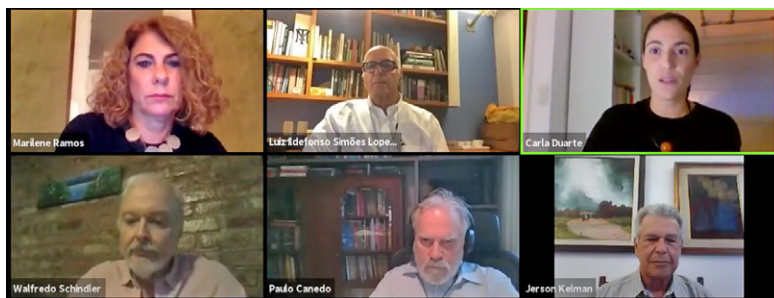 Marilene Ramos
Luiz Ildefonso Simões Lope...
Carla Duarte
Walfredo Schindler
Paulo Canedo
Jerson Kelman